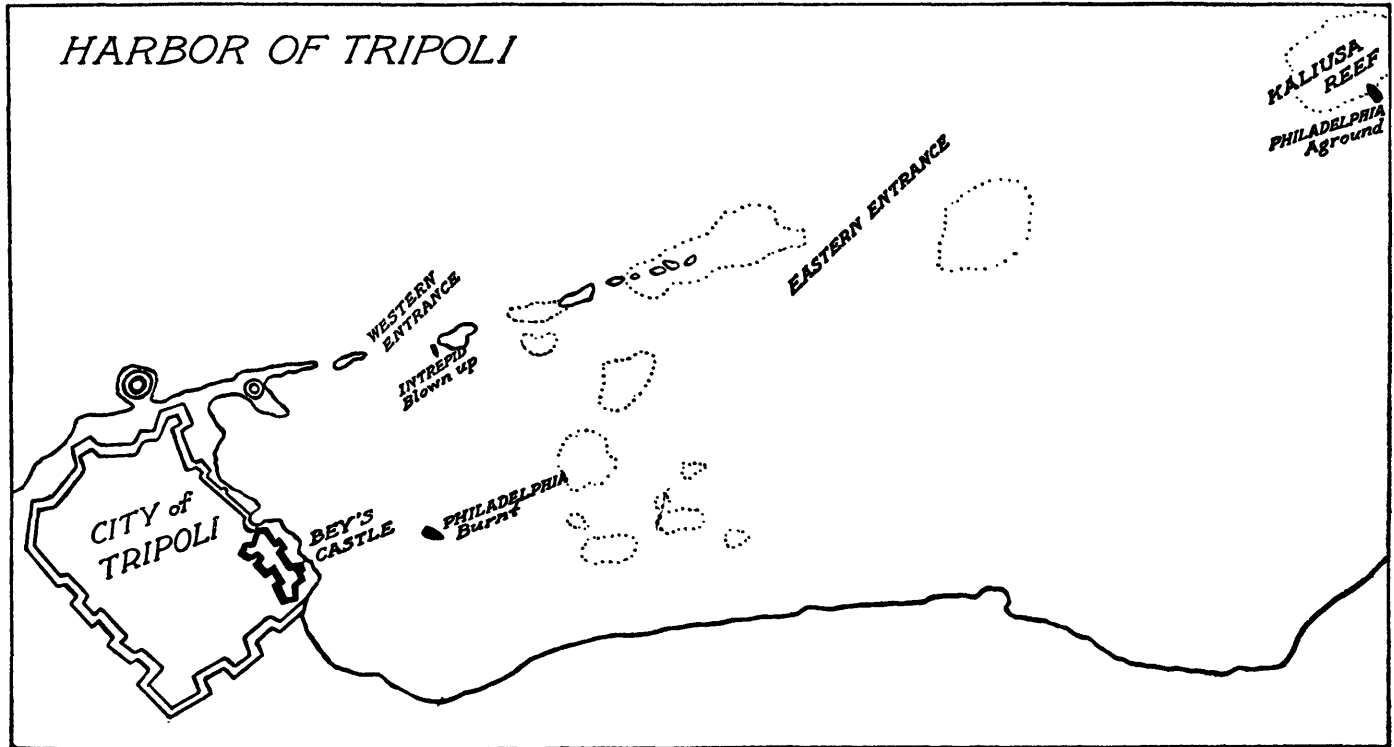 HARBOR OF TRIPOLI
KALIUSA
REEF
PHILADELPHIA
Aground
EASTERN ENTRANCE
WESTERN
ENTRANCE
INTREPID
Blown up
CITY of
TRIPOLI
BEY'S
CASTLE
PHILADELPHIA
Burnt